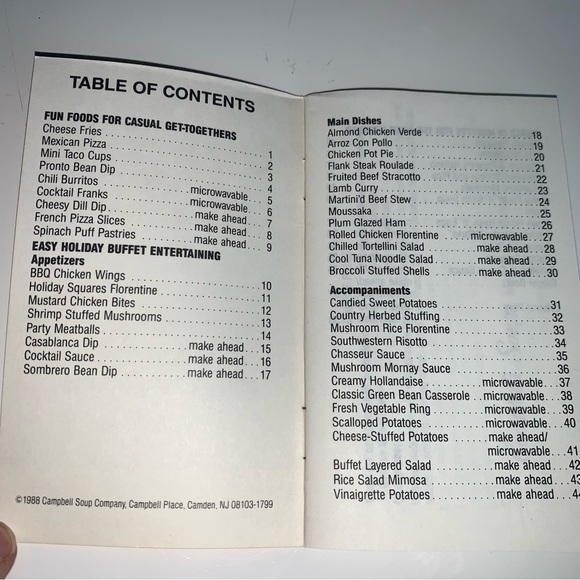 TABLE OF CONTENTS
FUN FOODS FOR CASUAL GET-TOGETHERS
Cheese Fries . . . . . . . . . . . . . . . . . . . . . . . . 1
Mexican Pizza . . . . . . . . . . . . . . . . . . . . . . . 2
Mini Taco Cups . . . . . . . . . . . . . . . . . . . . . . 3
Pronto Bean Dip . . . . . . . . . . . . . . . . . . . . . 4
Chili Burritos . . . . . . . . . . . . microwavable . . 5
Cocktail Franks . . . . . . . . . . microwavable . . 6
Cheesy Dill Dip . . . . . . . . . . . make ahead . . . 7
French Pizza Slices . . . . . . . . make ahead . . . 8
Spinach Puff Pastries . . . . . . make ahead . . . 9
EASY HOLIDAY BUFFET ENTERTAINING
Appetizers
BBQ Chicken Wings . . . . . . . . . . . . . . . . . . 10
Holiday Squares Florentine . . . . . . . . . . . . . 11
Mustard Chicken Bites . . . . . . . . . . . . . . . . 12
Shrimp Stuffed Mushrooms . . . . . . . . . . . . 13
Party Meatballs . . . . . . . . . . . . . . . . . . . . . 14
Casablanca Dip . . . . . . . . . . . make ahead . . . 15
Cocktail Sauce . . . . . . . . . . . make ahead . . . 16
Sombrero Bean Dip . . . . . . . . make ahead . . . 17
©1988 Campbell Soup Company, Campbell Place, Camden, NJ 08103-1799
Main Dishes
Almond Chicken Verde . . . . . . . . . . . . . . . . 18
Arroz Con Pollo . . . . . . . . . . . . . . . . . . . . . 19
Chicken Pot Pie . . . . . . . . . . . . . . . . . . . . . 20
Flank Steak Roulade . . . . . . . . . . . . . . . . . 21
Fruited Beef Stracotto . . . . . . . . . . . . . . . . 22
Lamb Curry . . . . . . . . . . . . . . . . . . . . . . . . 23
Martini'd Beef Stew . . . . . . . . . . . . . . . . . . 24
Moussaka . . . . . . . . . . . . . . . . . . . . . . . . . 25
Plum Glazed Ham . . . . . . . . . . . . . . . . . . . 26
Rolled Chicken Florentine . . . . microwavable . . . 27
Chilled Tortellini Salad . . . . . . . . make ahead . . . 28
Cool Tuna Noodle Salad . . . . . . make ahead . . . 29
Broccoli Stuffed Shells . . . . . . . make ahead . . . 30
Accompaniments
Candied Sweet Potatoes . . . . . . . . . . . . . . . . 31
Country Herbed Stuffing . . . . . . . . . . . . . . . . 32
Mushroom Rice Florentine . . . . . . . . . . . . . . . 33
Southwestern Risotto . . . . . . . . . . . . . . . . . . 34
Chasseur Sauce . . . . . . . . . . . . . . . . . . . . . . 35
Mushroom Mornay Sauce . . . . . . . . . . . . . . . 36
Creamy Hollandaise . . . . . . . . microwavable . . . 37
Classic Green Bean Casserole . . microwavable . . . 38
Fresh Vegetable Ring . . . . . . . microwavable . . . 39
Scalloped Potatoes . . . . . . . . . microwavable . . . 40
Cheese-Stuffed Potatoes . . . . . . make ahead/
microwavable . . . 41
Buffet Layered Salad . . . . . . . . . make ahead . . . 42
Rice Salad Mimosa . . . . . . . . . . make ahead . . . 43
Vinaigrette Potatoes . . . . . . . . . make ahead . . . 44